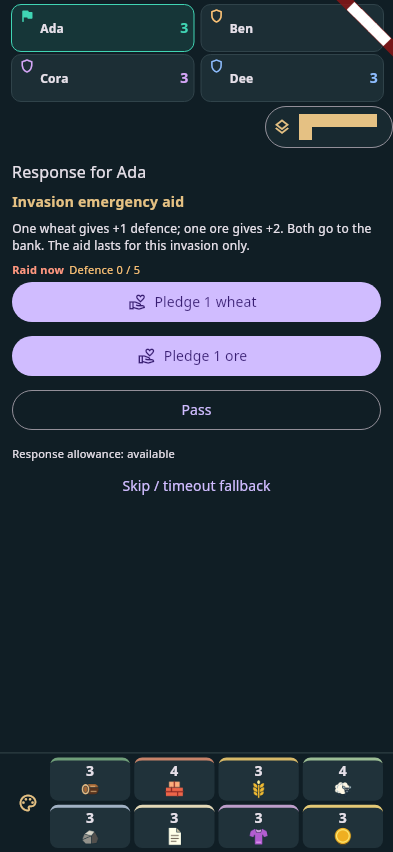 Ada 3
Ben
Cora 3
Dee 3
Response for Ada
Invasion emergency aid
One wheat gives +1 defence; one ore gives +2. Both go to the
bank. The aid lasts for this invasion only.
Raid now Defence 0 / 5
Pledge 1 wheat
Pledge 1 ore
Pass
Response allowance: available
Skip / timeout fallback
3 4 3 4
3 3 3 3